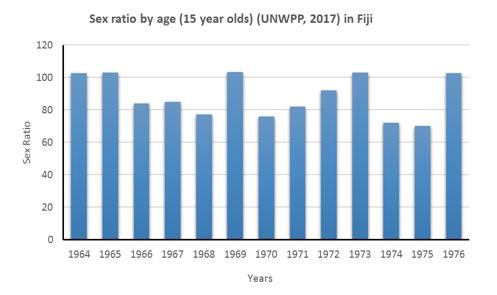 Sex ratio by age (15 year olds) (UNWPP, 2017) in Fiji
120
100
80
60
40
20
0
Sex Ratio
1964 1965 1966 1967 1968 1969 1970 1971 1972 1973 1974 1975 1976
Years